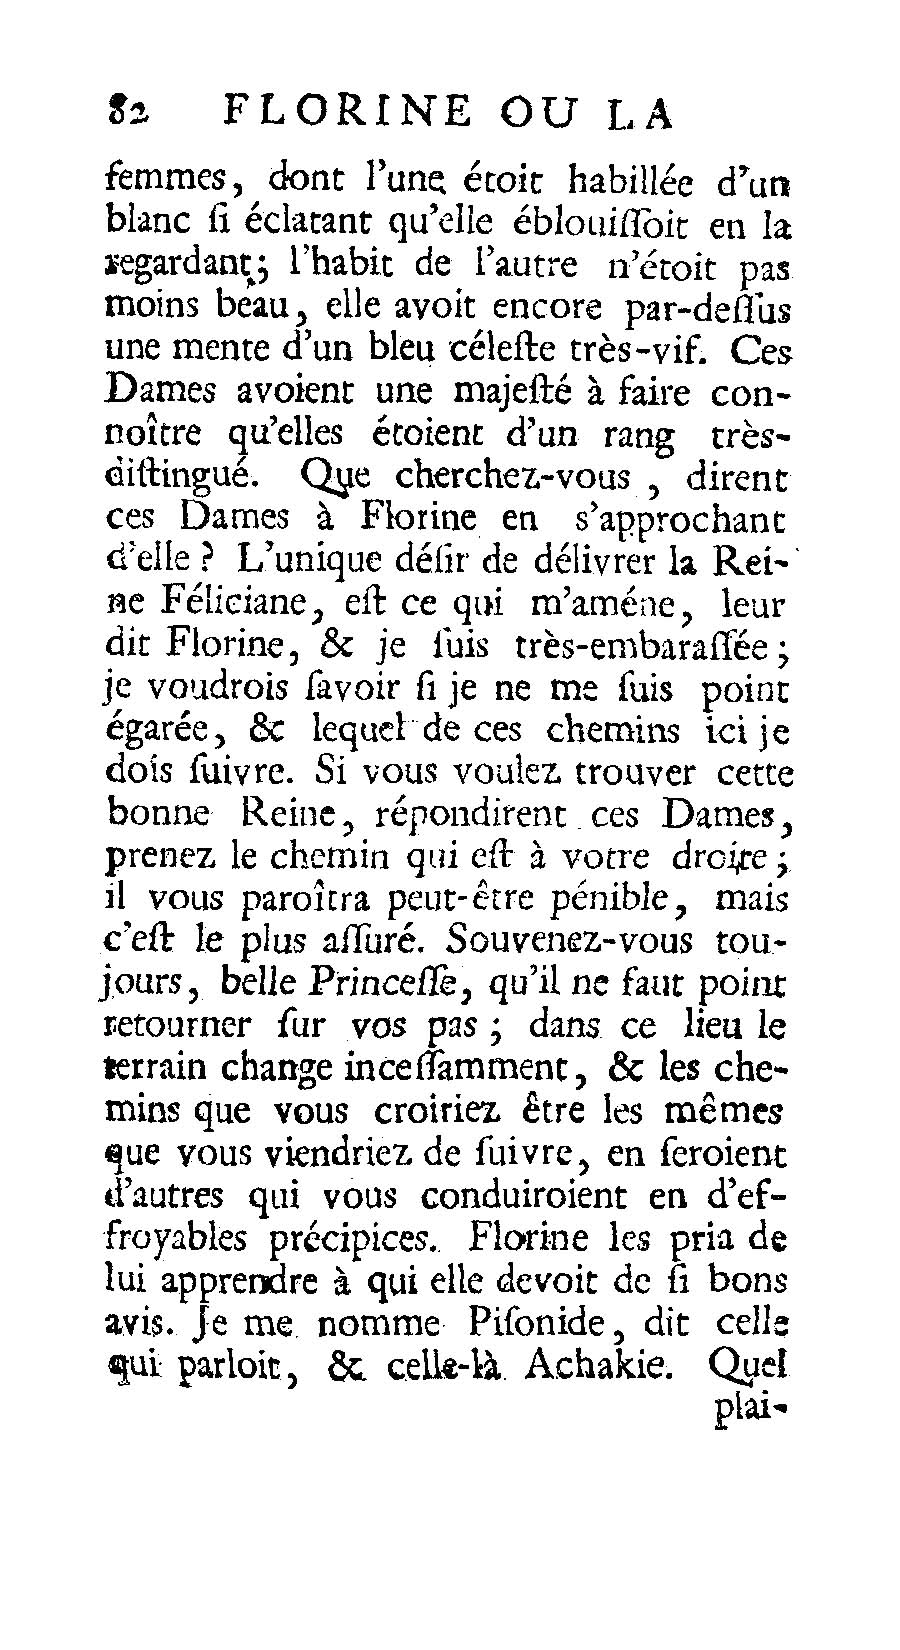 82 FLORINE OU LA
femmes, dont l'une étoit habillée d'un
blanc ſi éclatant qu'elle éblouiſſoit en la
regardant; l'habit de l'autre n'étoit pas
moins beau, elle avoit encore par-deſſus
une mente d'un bleu céleſte très-vif. Ces
Dames avoient une majeſté à faire con-
noître qu'elles étoient d'un rang très-
diſtingué. Que cherchez-vous, dirent
ces Dames à Florine en s'approchant
d'elle? L'unique déſir de délivrer la Rei-
ne Féliciane, eſt ce qui m'améne, leur
dit Florine, & je ſuis très-embaraſſée;
je voudrois ſavoir ſi je ne me ſuis point
égarée, & lequel de ces chemins ici je
dois ſuivre. Si vous voulez trouver cette
bonne Reine, répondirent ces Dames,
prenez le chemin qui eſt à votre droite;
il vous paroîtra peut-être pénible, mais
c'eſt le plus aſſuré. Souvenez-vous tou-
jours, belle Princeſſe, qu'il ne faut point
retourner ſur vos pas; dans ce lieu le
terrain change inceſſamment, & les che-
mins que vous croiriez être les mêmes
que vous viendriez de ſuivre, en ſeroient
d'autres qui vous conduiroient en d'ef-
froyables précipices. Florine les pria de
lui apprendre à qui elle devoit de ſi bons
avis. Je me nomme Piſonide, dit celle
qui parloit, & celle-là Achakie. Quel
plai-